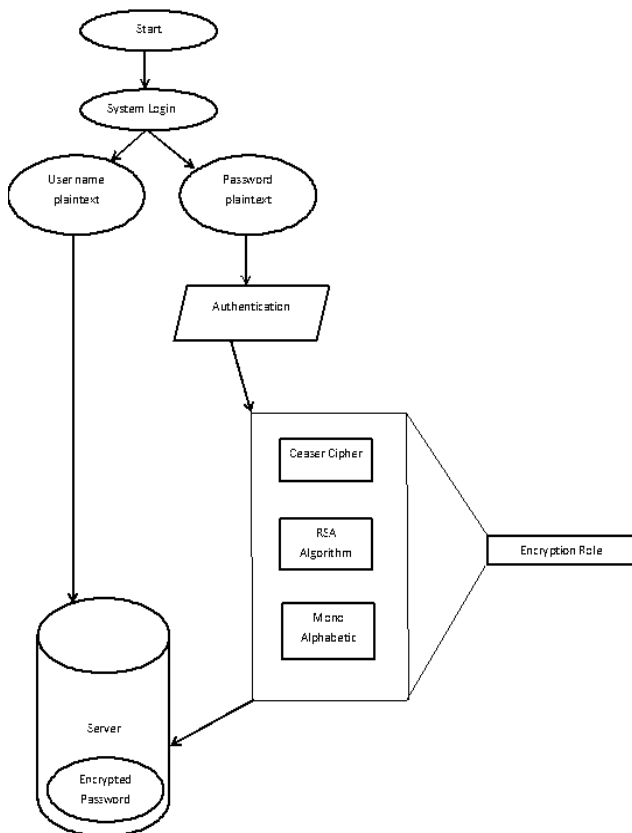 Start
System Login
User name
plaintext
Password
plaintext
Authentication
Ceaser Cipher
RSA
Algorithm
Encryption Role
Mono
Alphabetic
Server
Encrypted
Password